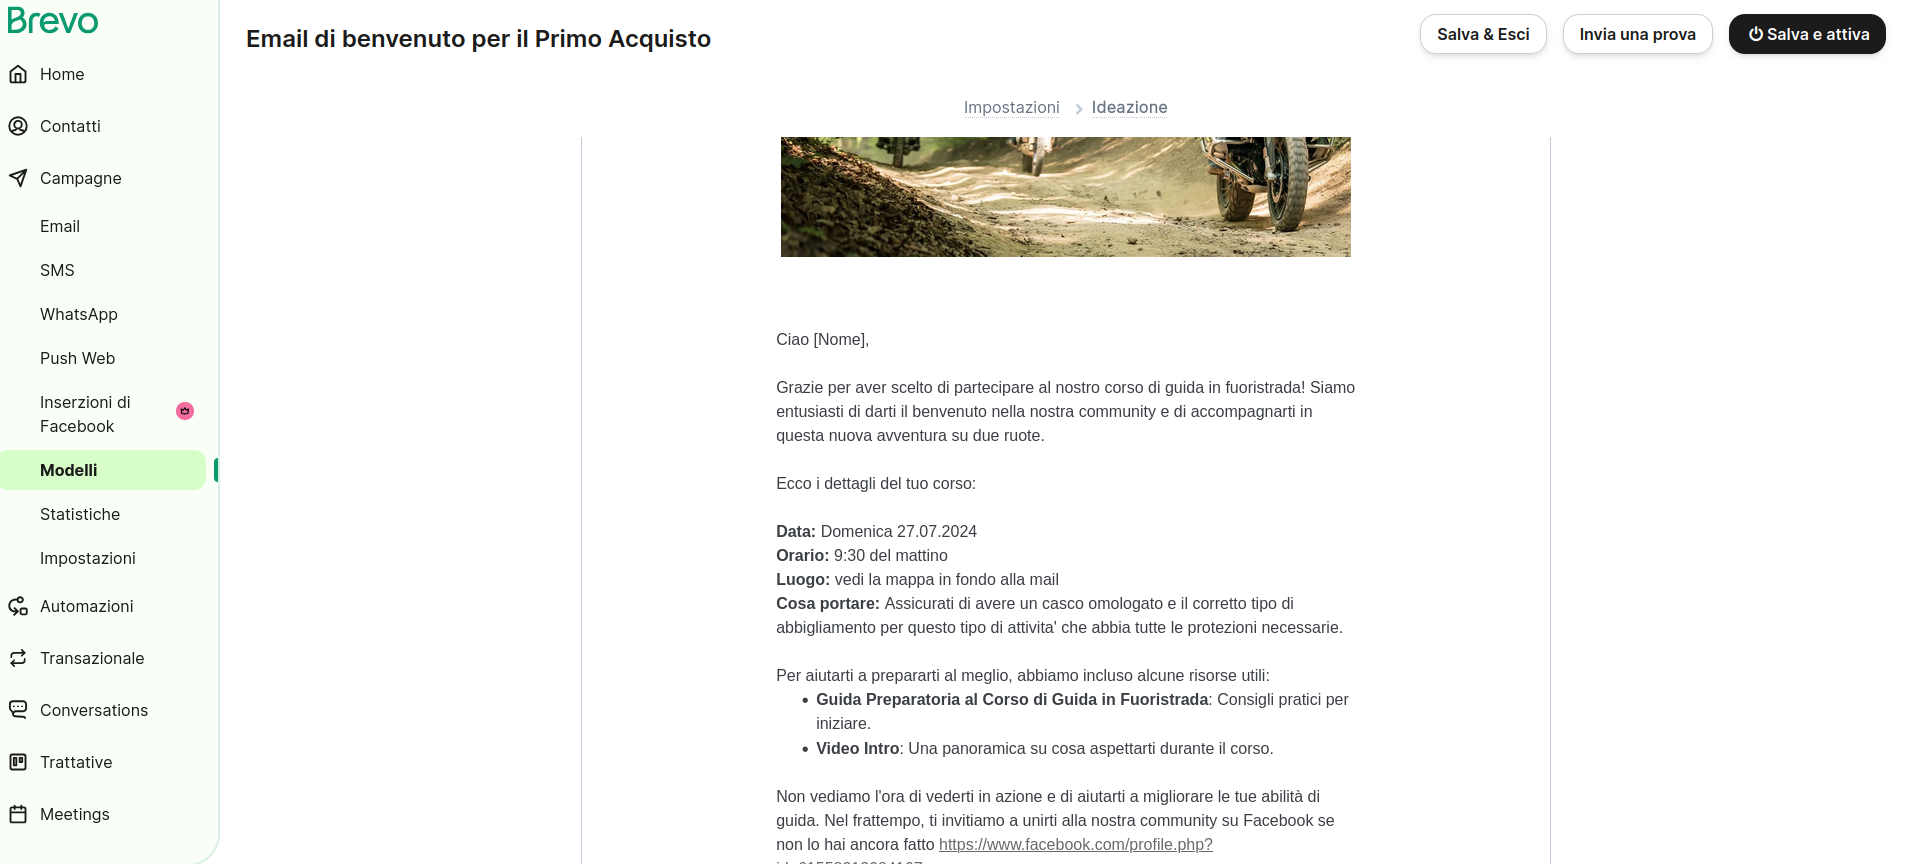 Brevo
Home
Contatti
Campagne
Email
SMS
WhatsApp
Push Web
Inserzioni di
Facebook
Modelli
Statistiche
Impostazioni
Automazioni
Transazionale
Conversations
Trattative
Meetings
Email di benvenuto per il Primo Acquisto
Salva & Esci
Invia una prova
Salva e attiva
Impostazioni
Ideazione
Ciao [Nome],
Grazie per aver scelto di partecipare al nostro corso di guida in fuoristrada! Siamo
entusiasti di darti il benvenuto nella nostra community e di accompagnarti in
questa nuova avventura su due ruote.
Ecco i dettagli del tuo corso:
Data: Domenica 27.07.2024
Orario: 9:30 del mattino
Luogo: vedi la mappa in fondo alla mail
Cosa portare: Assicurati di avere un casco omologato e il corretto tipo di
abbigliamento per questo tipo di attivita' che abbia tutte le protezioni necessarie.
Per aiutarti a prepararti al meglio, abbiamo incluso alcune risorse utili:
• Guida Preparatoria al Corso di Guida in Fuoristrada: Consigli pratici per
iniziare.
• Video Intro: Una panoramica su cosa aspettarti durante il corso.
Non vediamo l'ora di vederti in azione e di aiutarti a migliorare le tue abilità di
guida. Nel frattempo, ti invitiamo a unirti alla nostra community su Facebook se
non lo hai ancora fatto https://www.facebook.com/profile.php?